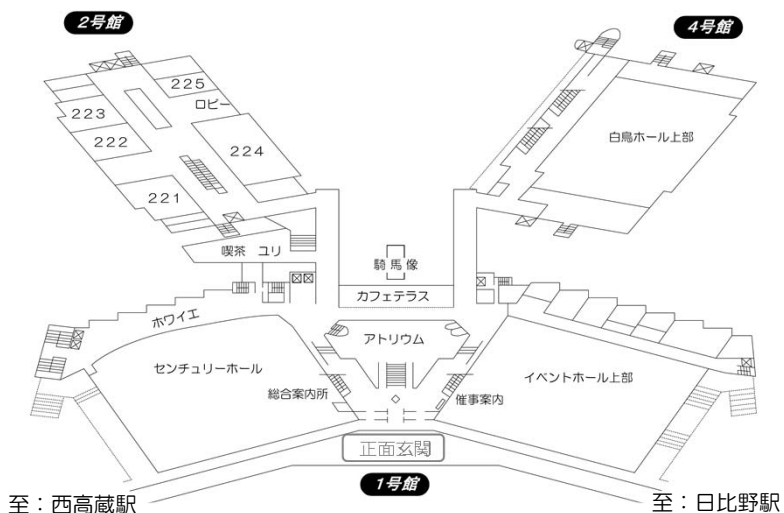 2号館
4号館
225
ロビー
223
222
224
221
白鳥ホール上部
喫茶 ユリ
騎馬像
カフェテラス
ホワイエ
アトリウム
センチュリーホール
イベントホール上部
総合案内所
催事案内
正面玄関
1号館
至：西高蔵駅
至：日比野駅